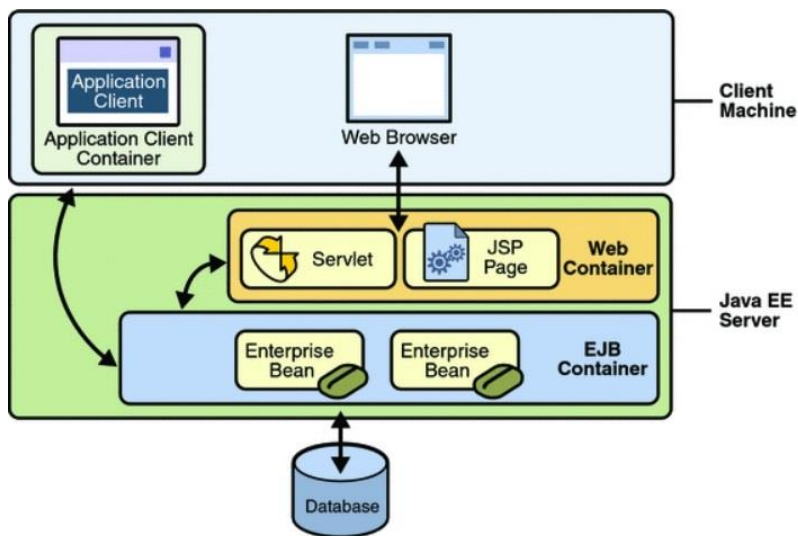 Application
Client
Application Client
Container
Web Browser
Client
Machine
Servlet
JSP
Page
Web
Container
Java EE
Server
Enterprise
Bean
Enterprise
Bean
EJB
Container
Database